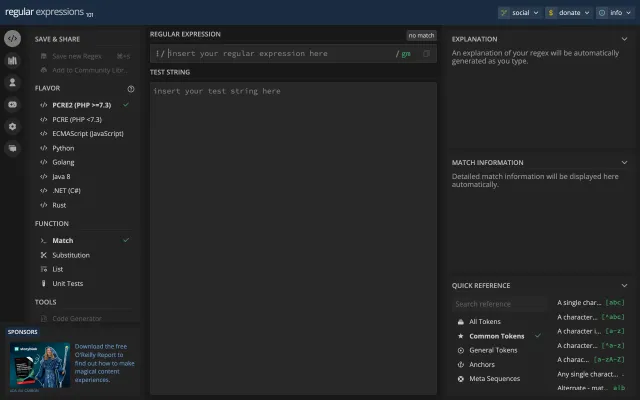 regular expressions 101
social
donate
info
SAVE & SHARE
Save new Regex ⌘+S
Add to Community Libr...
FLAVOR
PCRE2 (PHP >=7.3)
PCRE (PHP <7.3)
ECMAScript (JavaScript)
Python
Golang
Java 8
.NET (C#)
Rust
FUNCTION
Match
Substitution
List
Unit Tests
TOOLS
Code Generator
SPONSORS
Download the free
O'Reilly Report to
find out how to make
magical content
experiences.
REGULAR EXPRESSION
no match
/ insert your regular expression here / gm
TEST STRING
insert your test string here
EXPLANATION
An explanation of your regex will be automatically
generated as you type.
MATCH INFORMATION
Detailed match information will be displayed here
automatically.
QUICK REFERENCE
Search reference
All Tokens
Common Tokens
General Tokens
Anchors
Meta Sequences
A single char... [abc]
A character... [^abc]
A character i... [a-z]
A character... [^a-z]
A charac... [a-zA-Z]
Any single charact... .
Alternate - mat... a|b